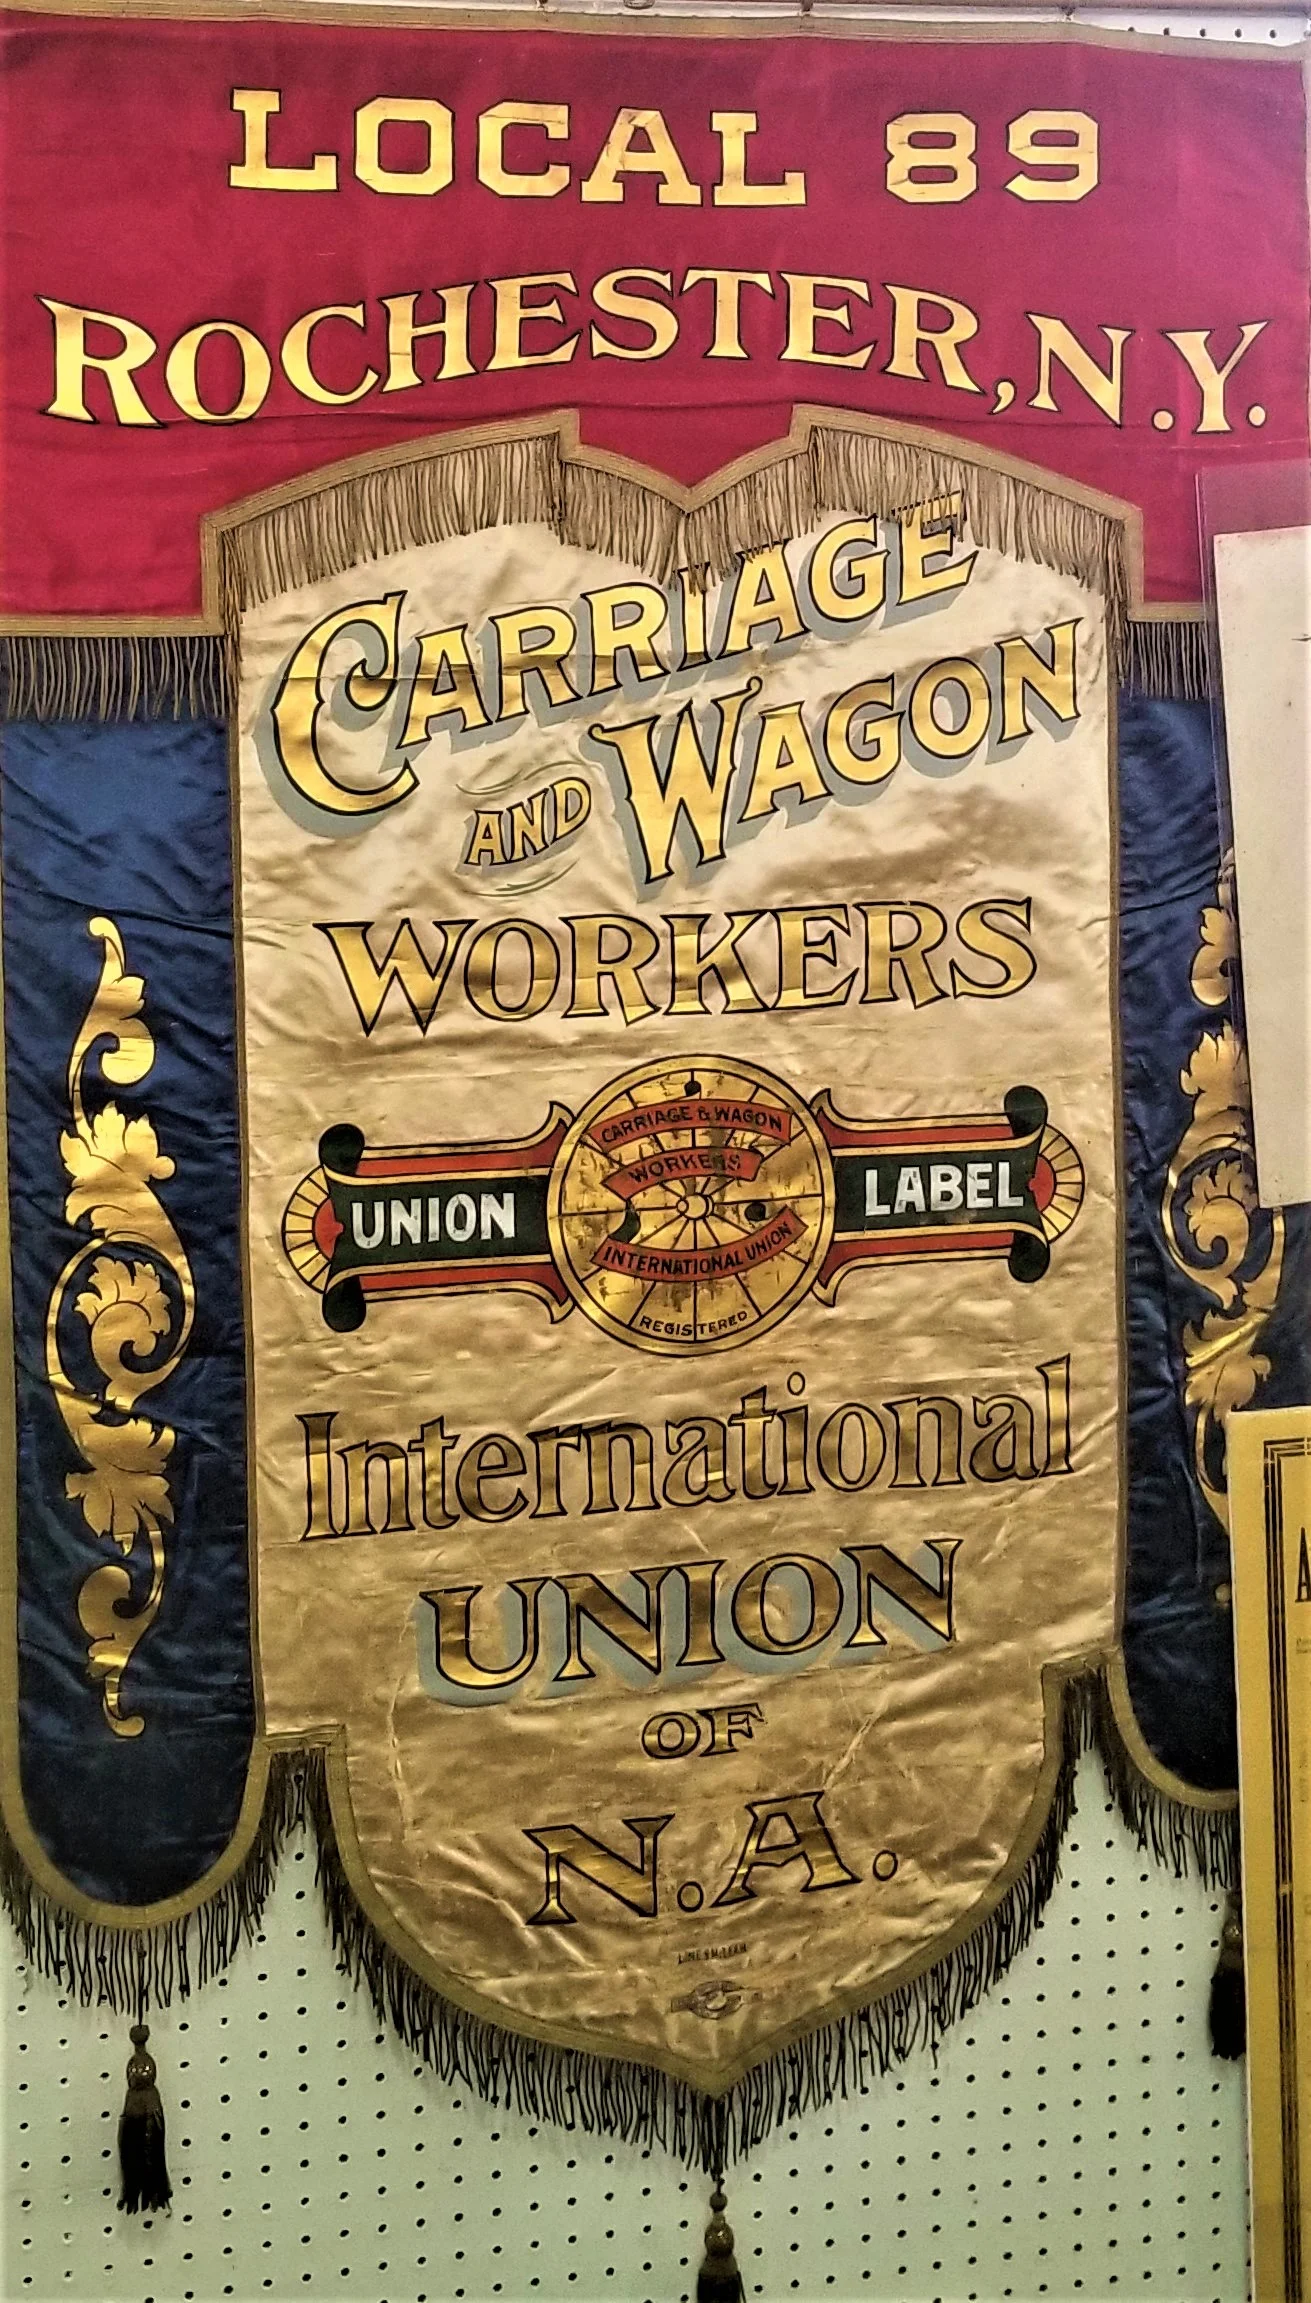 LOCAL 89
ROCHESTER, N.Y.
CARRIAGE
AND WAGON
WORKERS
CARRIAGE & WAGON
WORKERS
UNION LABEL
INTERNATIONAL UNION
REGISTERED
International
UNION
OF
N.A.